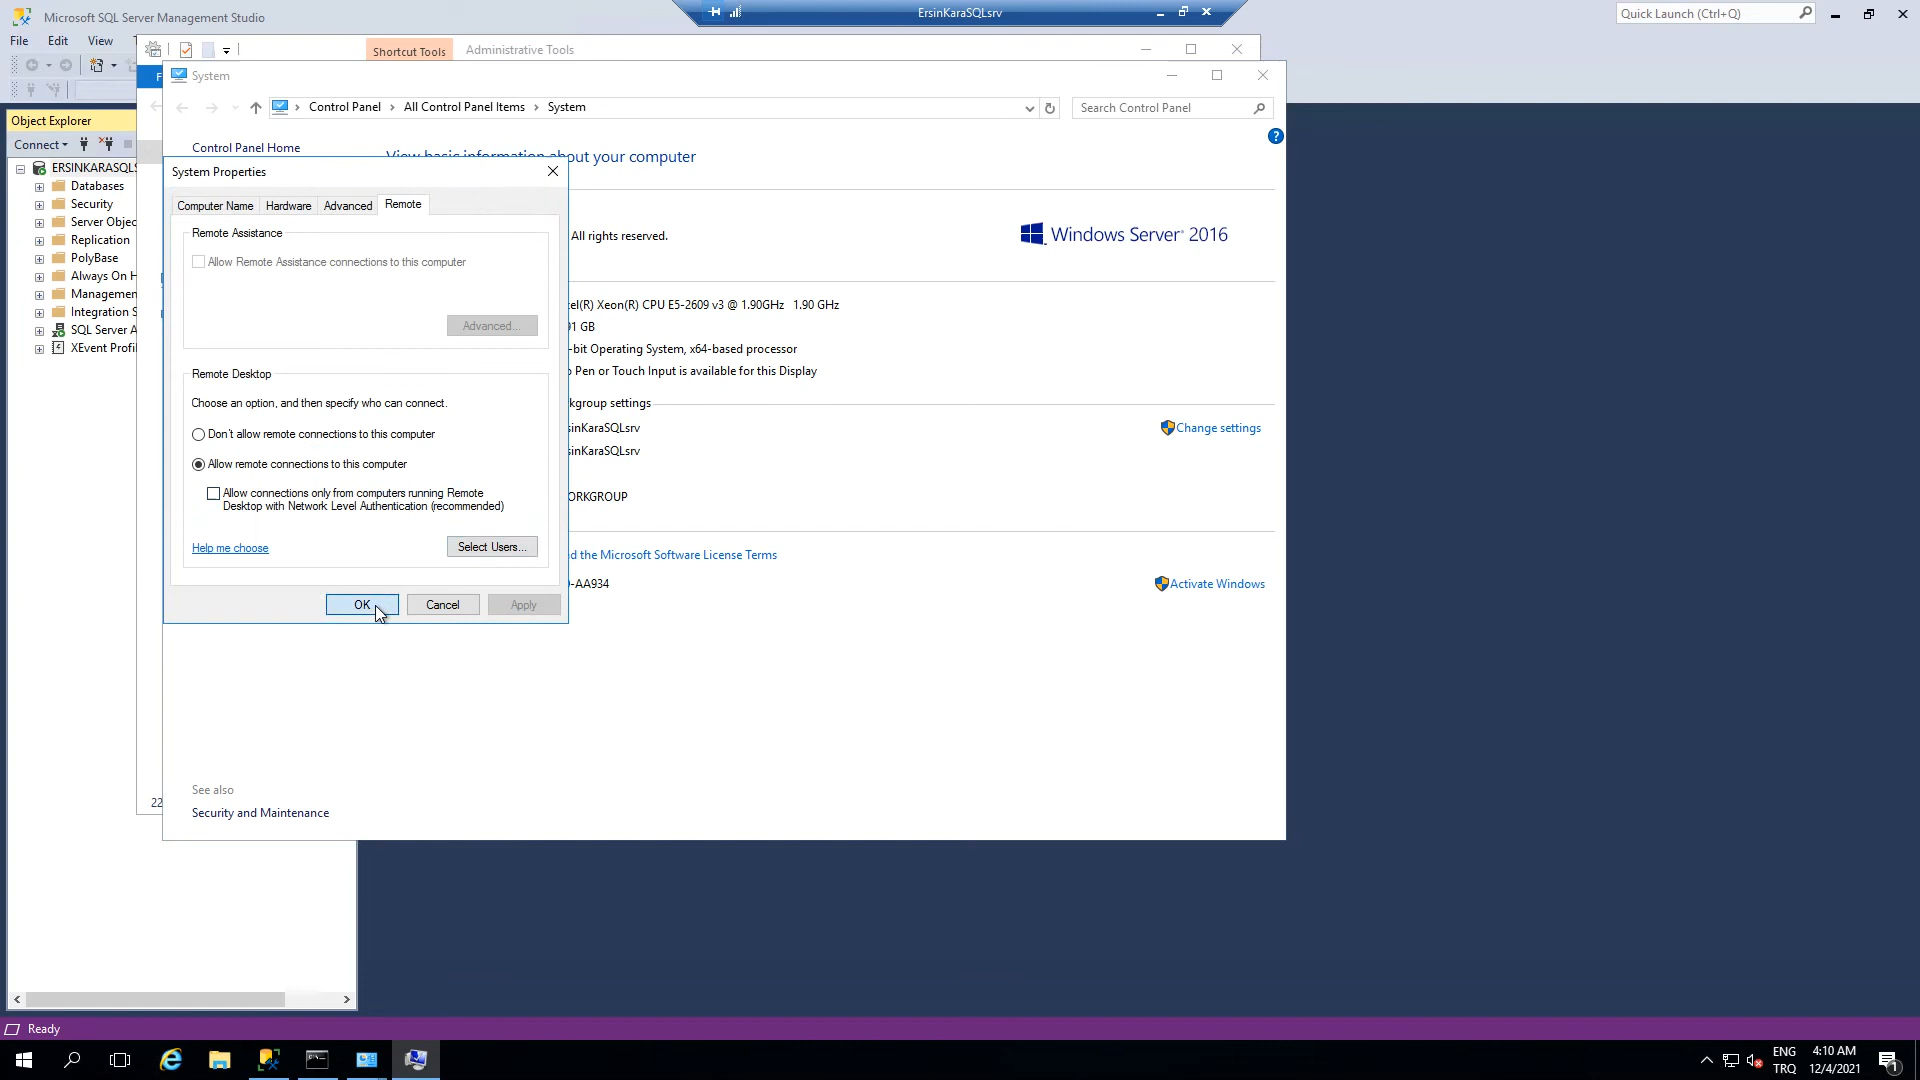 Microsoft SQL Server Management Studio
ErsinKaraSQLsrv
Quick Launch (Ctrl+Q)
File Edit View
Shortcut Tools Administrative Tools
F
System
Control Panel > All Control Panel Items > System
Search Control Panel
Object Explorer
Connect
Control Panel Home
View basic information about your computer
ERSINKARASQLS
Databases
Security
Server Objec
Replication
PolyBase
Always On H
Managemen
Integration S
SQL Server A
XEvent Profil
System Properties
Computer Name Hardware Advanced Remote
Remote Assistance
Allow Remote Assistance connections to this computer
Advanced...
Remote Desktop
Choose an option, and then specify who can connect.
Don't allow remote connections to this computer
Allow remote connections to this computer
Allow connections only from computers running Remote
Desktop with Network Level Authentication (recommended)
Help me choose
Select Users...
OK Cancel Apply
All rights reserved.
Windows Server® 2016
tel(R) Xeon(R) CPU E5-2609 v3 @ 1.90GHz 1.90 GHz
91 GB
-bit Operating System, x64-based processor
o Pen or Touch Input is available for this Display
kgroup settings
sinKaraSQLsrv
Change settings
sinKaraSQLsrv
ORKGROUP
d the Microsoft Software License Terms
-AA934
Activate Windows
22
See also
Security and Maintenance
Ready
ENG
TRQ
4:10 AM
12/4/2021
1